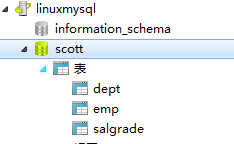 linuxmysql
information_schema
scott
表
dept
emp
salgrade